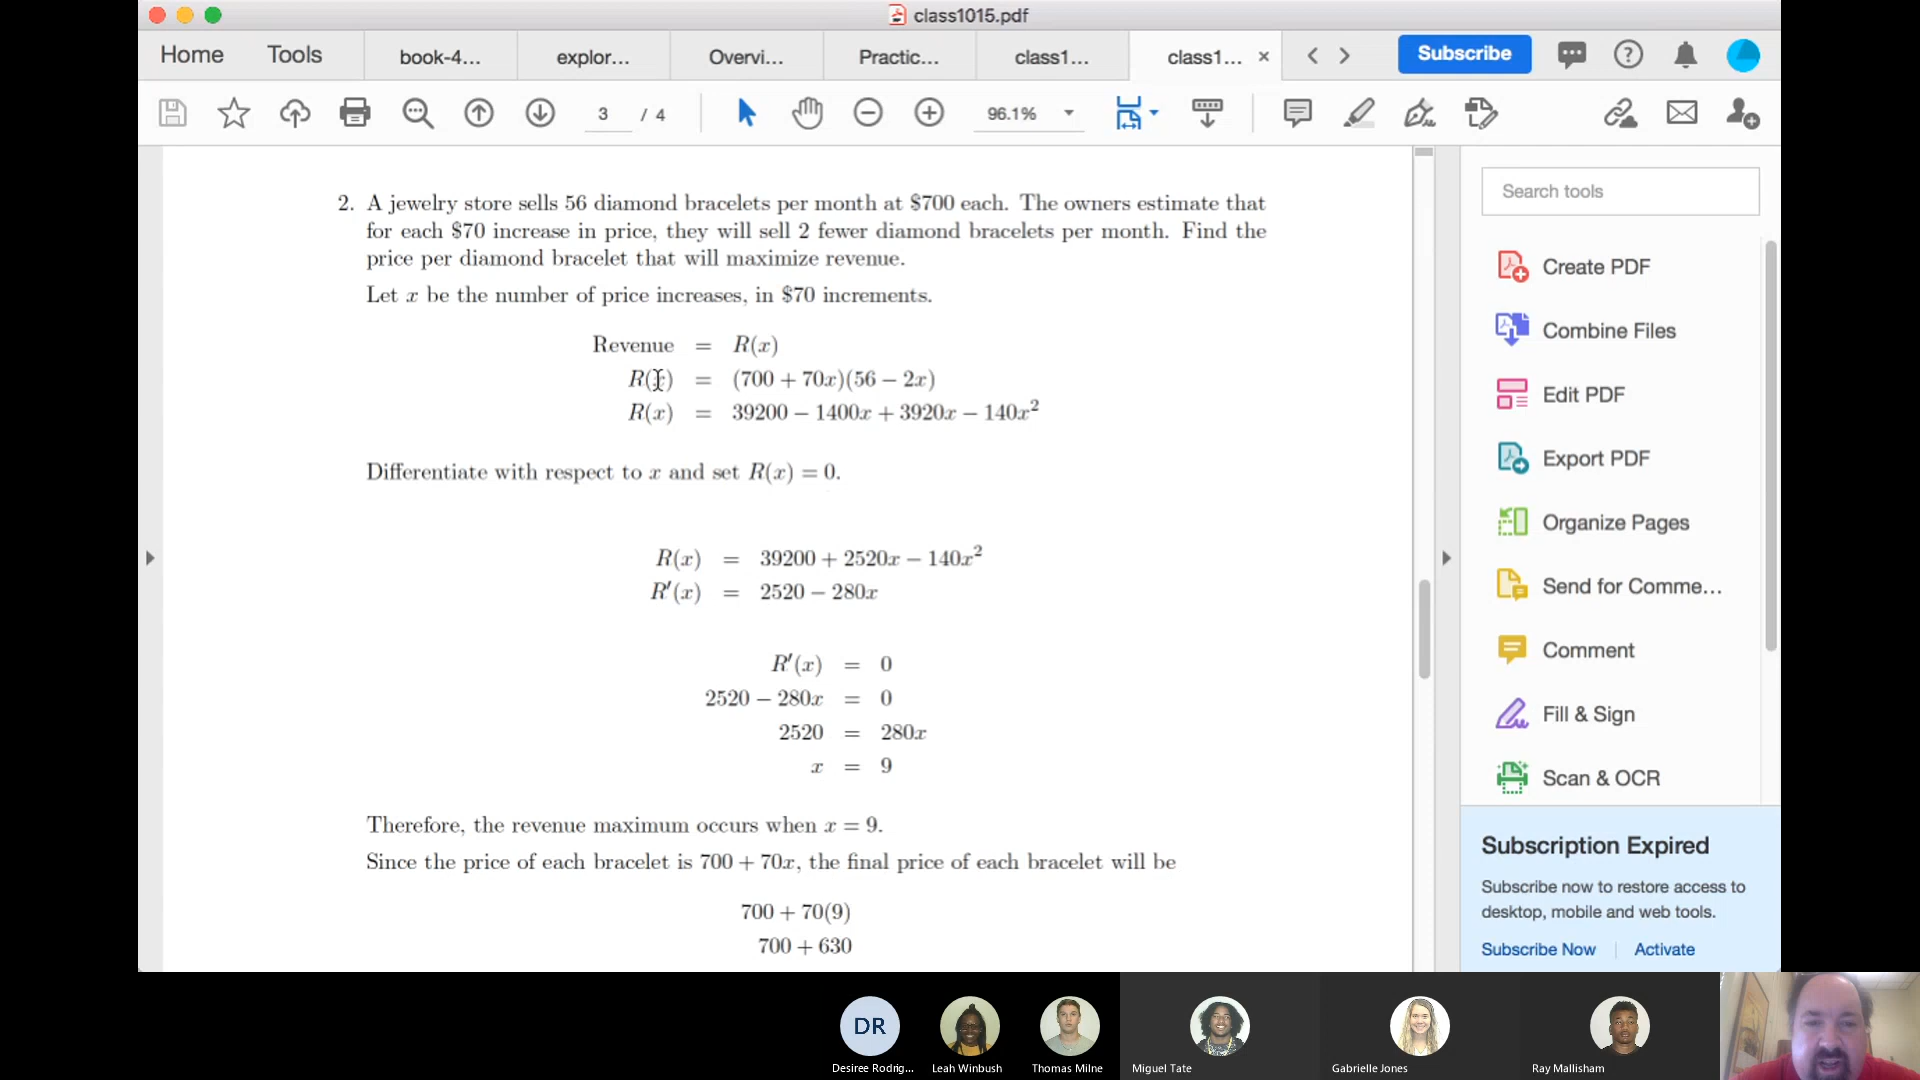 class1015.pdf
Home Tools book-4... explor... Overvi... Practic... class1... class1... × Subscribe
3 / 4 96.1%
2. A jewelry store sells 56 diamond bracelets per month at $700 each. The owners estimate that
for each $70 increase in price, they will sell 2 fewer diamond bracelets per month. Find the
price per diamond bracelet that will maximize revenue.
Let x be the number of price increases, in $70 increments.
Revenue = R(x)
R(x) = (700 + 70x)(56 − 2x)
R(x) = 39200 − 1400x + 3920x − 140x²
Differentiate with respect to x and set R(x) = 0.
R(x) = 39200 + 2520x − 140x²
R′(x) = 2520 − 280x
R′(x) = 0
2520 − 280x = 0
2520 = 280x
x = 9
Therefore, the revenue maximum occurs when x = 9.
Since the price of each bracelet is 700 + 70x, the final price of each bracelet will be
700 + 70(9)
700 + 630
Search tools
Create PDF
Combine Files
Edit PDF
Export PDF
Organize Pages
Send for Comme...
Comment
Fill & Sign
Scan & OCR
Subscription Expired
Subscribe now to restore access to
desktop, mobile and web tools.
Subscribe Now | Activate
DR
Desiree Rodrig... Leah Winbush Thomas Milne Miguel Tate Gabrielle Jones Ray Mallisham